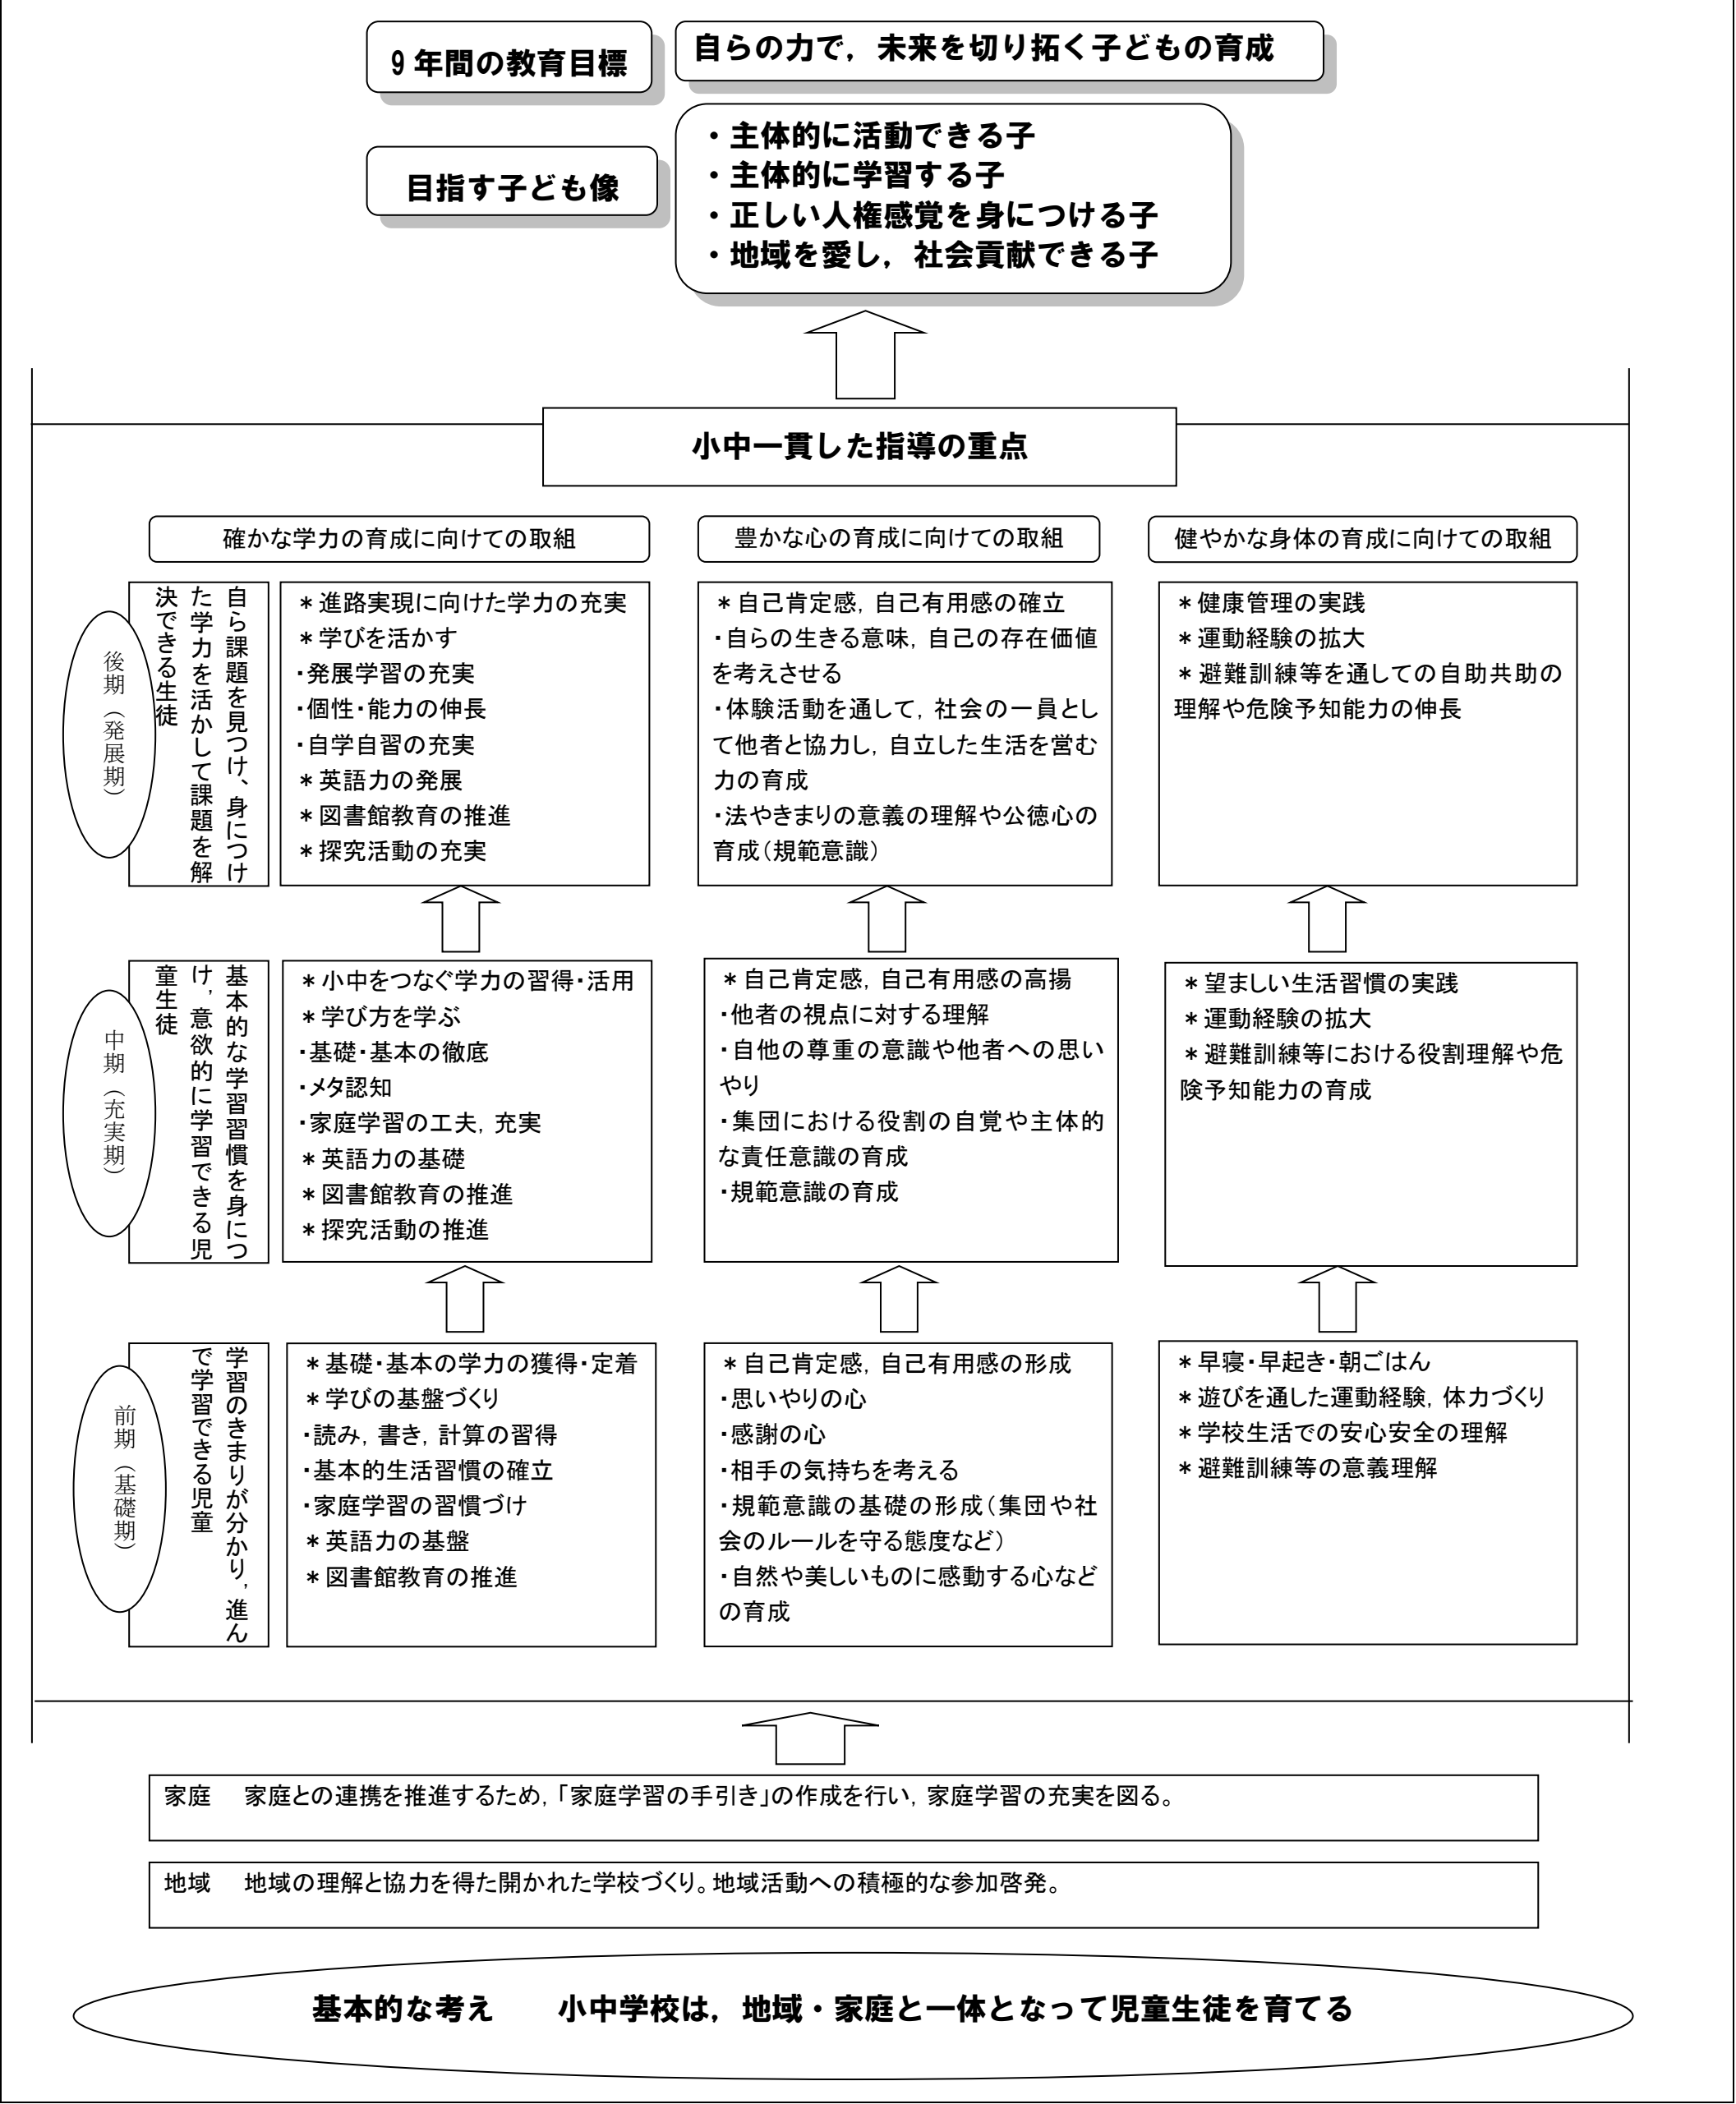 9 年間の教育目標
自らの力で，未来を切り拓く子どもの育成
目指す子ども像
・主体的に活動できる子
・主体的に学習する子
・正しい人権感覚を身につける子
・地域を愛し，社会貢献できる子
小中一貫した指導の重点
確かな学力の育成に向けての取組
豊かな心の育成に向けての取組
健やかな身体の育成に向けての取組
後期（発展期）
自ら課題を見つけ、身につけ
た学力を活かして課題を解
決できる生徒
＊進路実現に向けた学力の充実
＊学びを活かす
・発展学習の充実
・個性・能力の伸長
・自学自習の充実
＊英語力の発展
＊図書館教育の推進
＊探究活動の充実
＊自己肯定感，自己有用感の確立
・自らの生きる意味，自己の存在価値
を考えさせる
・体験活動を通して，社会の一員とし
て他者と協力し，自立した生活を営む
力の育成
・法やきまりの意義の理解や公徳心の
育成（規範意識）
＊健康管理の実践
＊運動経験の拡大
＊避難訓練等を通しての自助共助の
理解や危険予知能力の伸長
中期（充実期）
基本的な学習習慣を身につ
け，意欲的に学習できる児
童生徒
＊小中をつなぐ学力の習得・活用
＊学び方を学ぶ
・基礎・基本の徹底
・メタ認知
・家庭学習の工夫，充実
＊英語力の基礎
＊図書館教育の推進
＊探究活動の推進
＊自己肯定感，自己有用感の高揚
・他者の視点に対する理解
・自他の尊重の意識や他者への思い
やり
・集団における役割の自覚や主体的
な責任意識の育成
・規範意識の育成
＊望ましい生活習慣の実践
＊運動経験の拡大
＊避難訓練等における役割理解や危
険予知能力の育成
前期（基礎期）
学習のきまりが分かり，進ん
で学習できる児童
＊基礎・基本の学力の獲得・定着
＊学びの基盤づくり
・読み，書き，計算の習得
・基本的生活習慣の確立
・家庭学習の習慣づけ
＊英語力の基盤
＊図書館教育の推進
＊自己肯定感，自己有用感の形成
・思いやりの心
・感謝の心
・相手の気持ちを考える
・規範意識の基礎の形成（集団や社
会のルールを守る態度など）
・自然や美しいものに感動する心など
の育成
＊早寝・早起き・朝ごはん
＊遊びを通した運動経験，体力づくり
＊学校生活での安心安全の理解
＊避難訓練等の意義理解
家庭　家庭との連携を推進するため，「家庭学習の手引き」の作成を行い，家庭学習の充実を図る。
地域　地域の理解と協力を得た開かれた学校づくり。地域活動への積極的な参加啓発。
基本的な考え　　小中学校は，地域・家庭と一体となって児童生徒を育てる